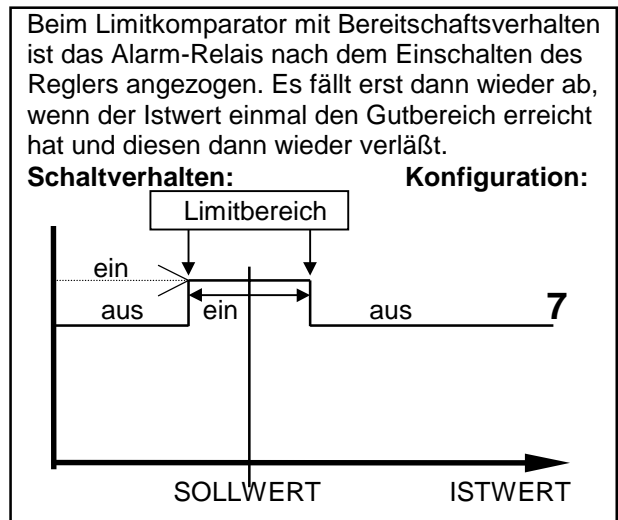 Beim Limitkomparator mit Bereitschaftsverhalten
ist das Alarm-Relais nach dem Einschalten des
Reglers angezogen. Es fällt erst dann wieder ab,
wenn der Istwert einmal den Gutbereich erreicht
hat und diesen dann wieder verläßt.
Schaltverhalten: Konfiguration:
Limitbereich
ein
aus ein aus 7
SOLLWERT ISTWERT